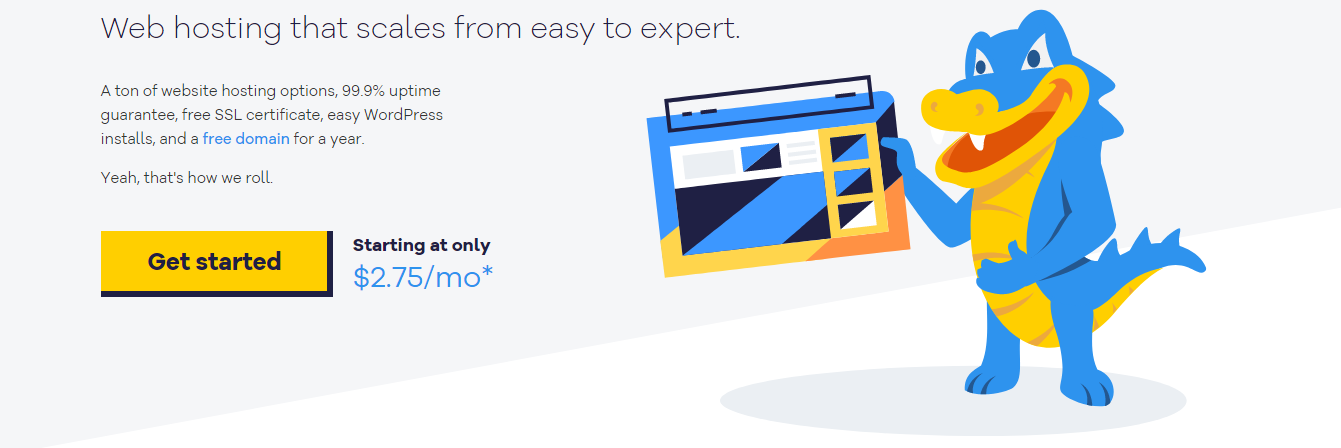 Web hosting that scales from easy to expert.
A ton of website hosting options, 99.9% uptime
guarantee, free SSL certificate, easy WordPress
installs, and a free domain for a year.
Yeah, that's how we roll.
Get started
Starting at only
$2.75/mo*